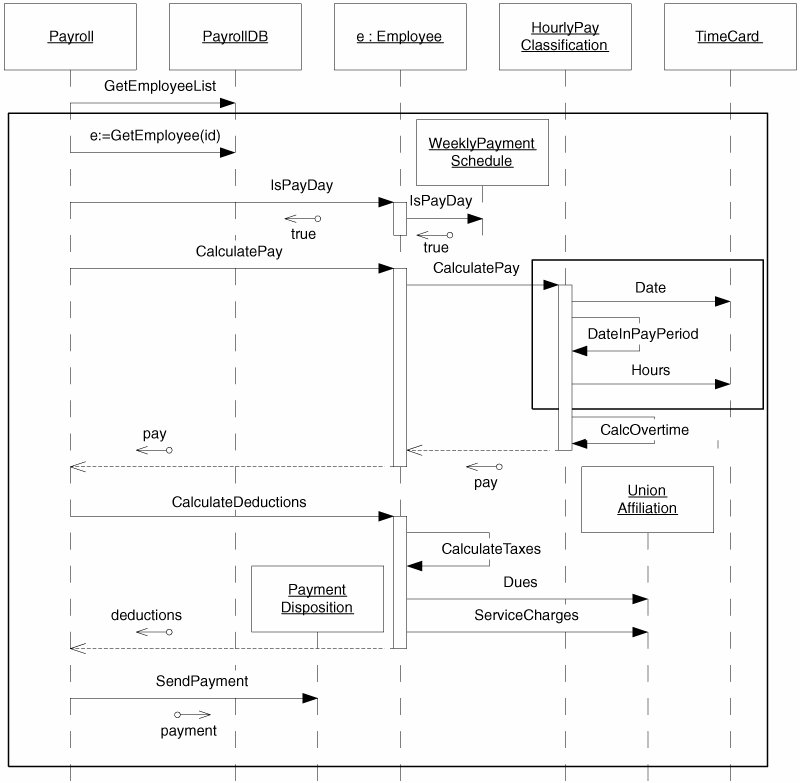 Payroll
PayrollDB
e : Employee
HourlyPay
Classification
TimeCard
GetEmployeeList
e:=GetEmployee(id)
WeeklyPayment
Schedule
IsPayDay
IsPayDay
true
true
CalculatePay
CalculatePay
Date
DateInPayPeriod
Hours
pay
CalcOvertime
pay
CalculateDeductions
Union
Affiliation
CalculateTaxes
Payment
Disposition
Dues
deductions
ServiceCharges
SendPayment
payment